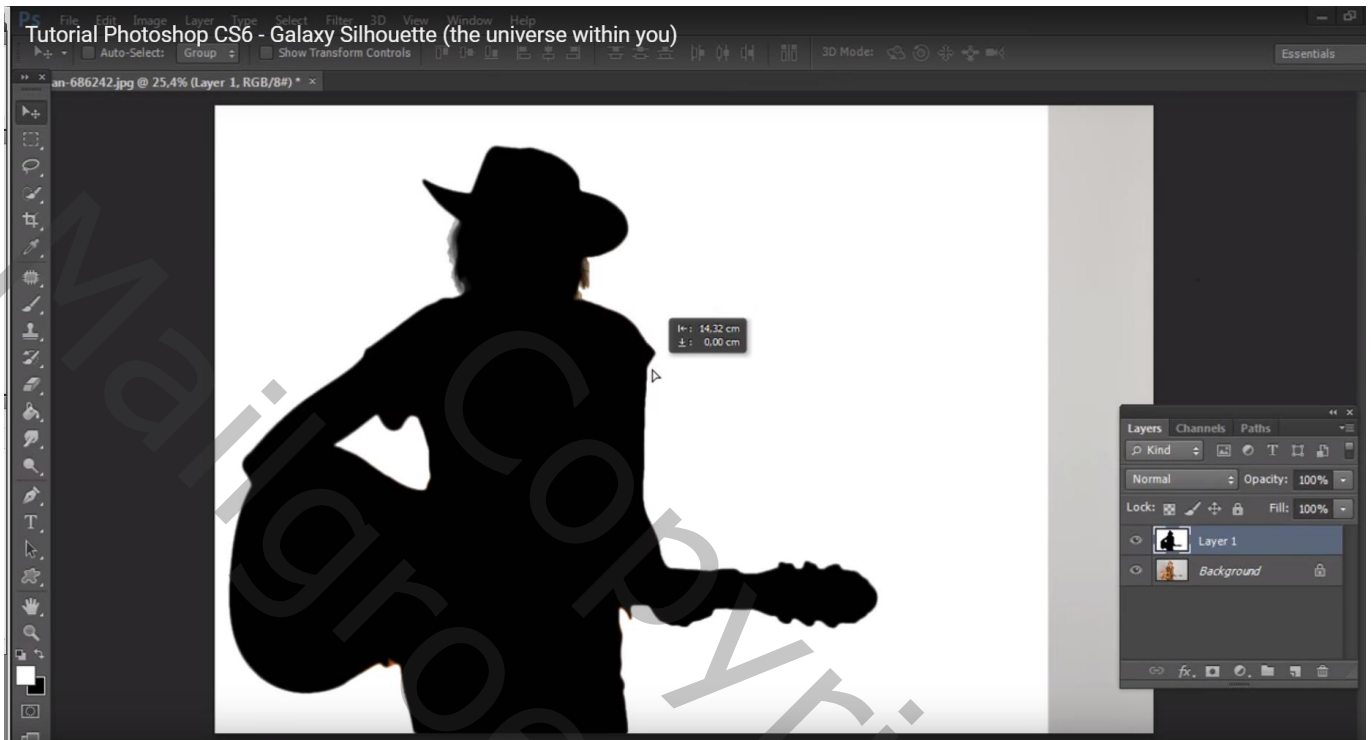 Ps File Edit Image Layer Type Select Filter 3D View Window Help
Tutorial Photoshop CS6 - Galaxy Silhouette (the universe within you)
Auto-Select: Group Show Transform Controls 3D Mode: Essentials
an-686242.jpg @ 25,4% (Layer 1, RGB/8#) * ×
14,32 cm
0,00 cm
Layers Channels Paths
Kind
Normal Opacity: 100%
Lock: Fill: 100%
Layer 1
Background
fx.
Copyri